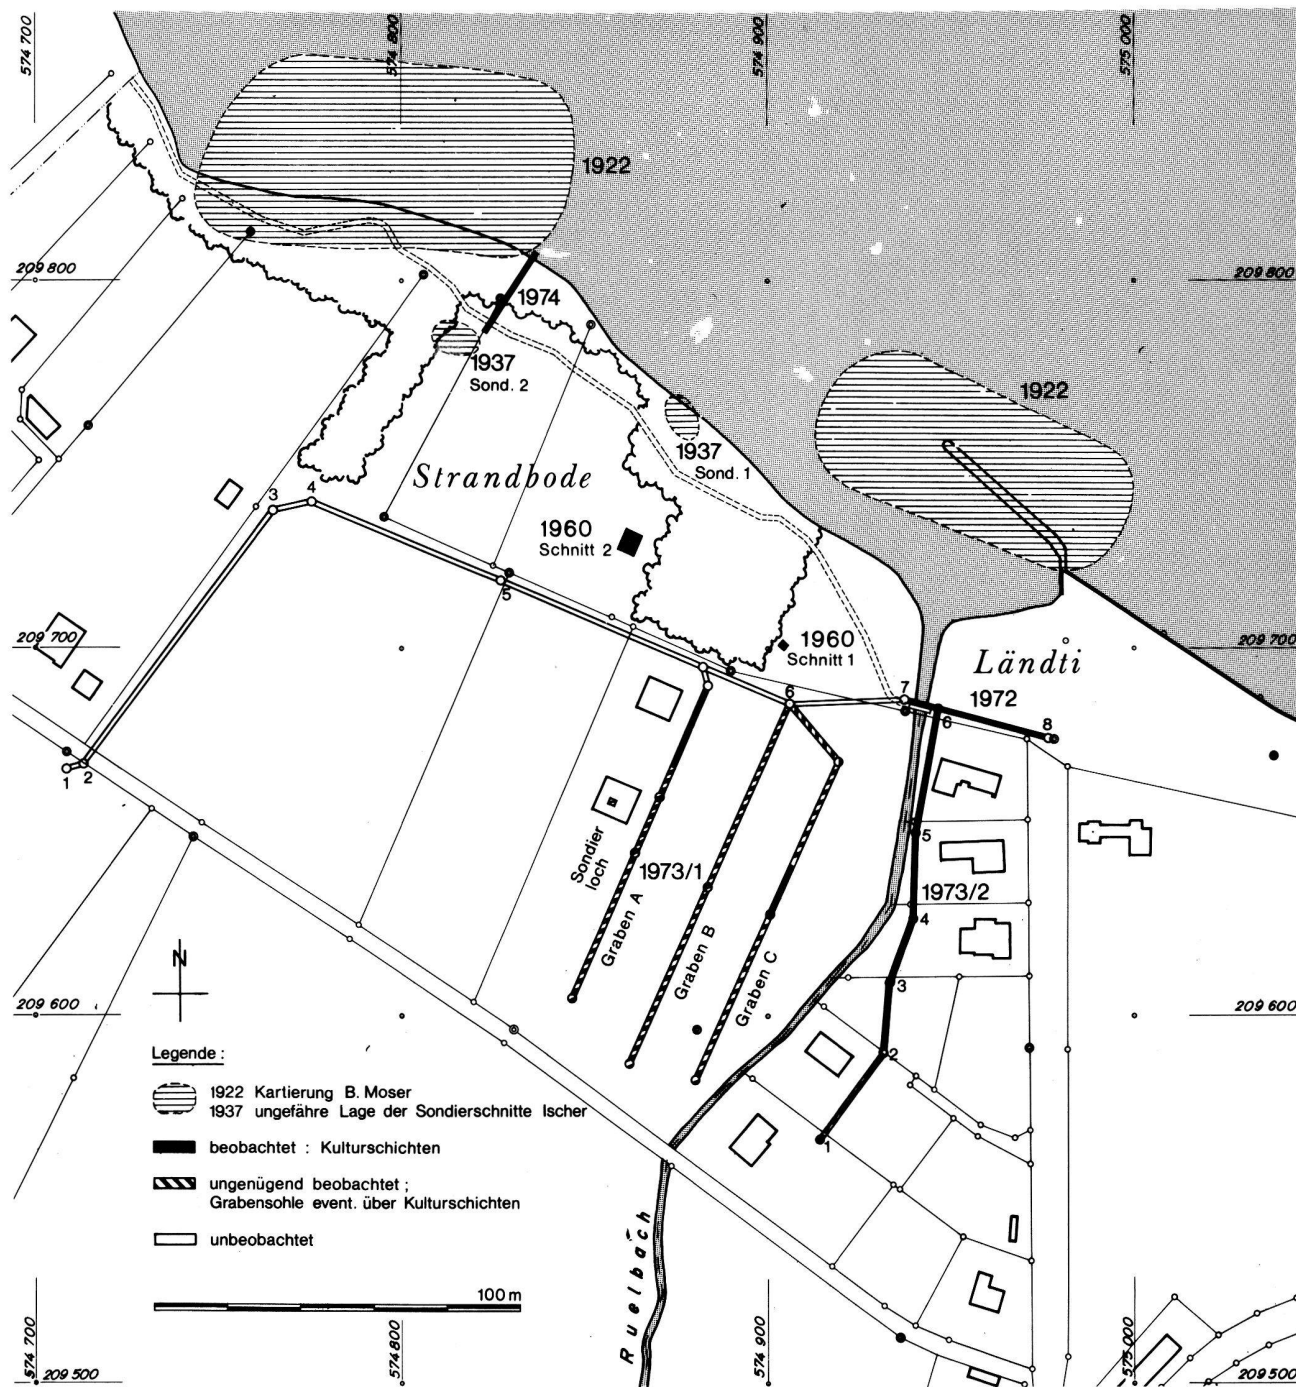 574 700
574 800
574 900
575 000
1922
209 800
209 800
1974
1937
Sond. 2
1922
1937
Sond. 1
Strandbode
3
4
1960
Schnitt 2
5
209 700
209 700
1960
Schnitt 1
Ländti
6
7
1972
6
8
1
2
5
Sondier
loch
1973/1
1973/2
4
Graben A
Graben B
Graben C
3
N
209 600
209 600
2
Legende :
1922 Kartierung B. Moser
1937 ungefähre Lage der Sondierschnitte Ischer
beobachtet : Kulturschichten
1
ungenügend beobachtet ;
Grabensohle event. über Kulturschichten
unbeobachtet
Ruelbach
100 m
574 700
574 800
574 900
575 000
209 500
209 500